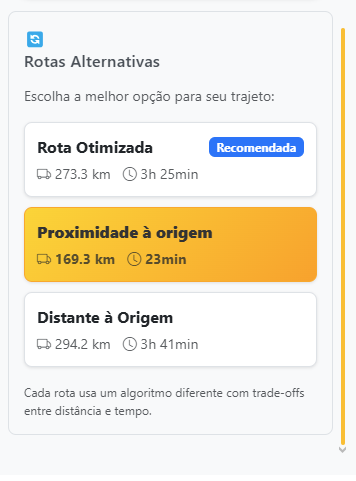 Rotas Alternativas
Escolha a melhor opção para seu trajeto:
Rota Otimizada Recomendada
273.3 km 3h 25min
Proximidade à origem
169.3 km 23min
Distante à Origem
294.2 km 3h 41min
Cada rota usa um algoritmo diferente com trade-offs
entre distância e tempo.